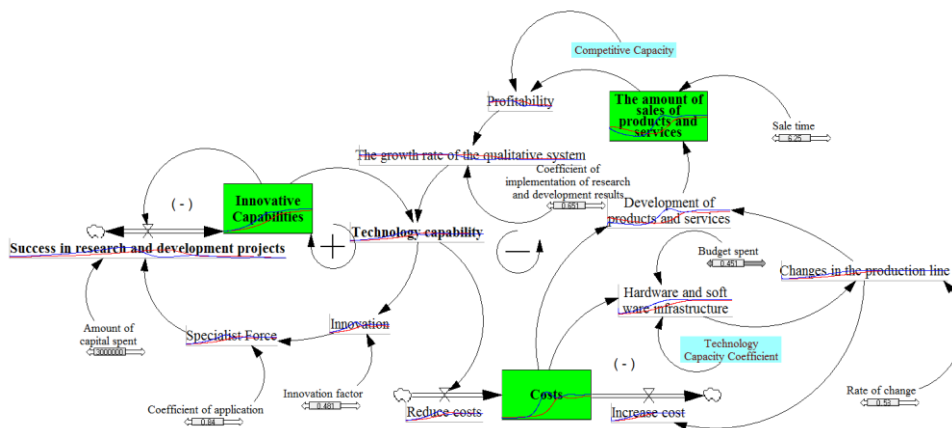 Competitive Capacity
Profitability
The amount of
sales of
products and
services
Sale time
6.25
The growth rate of the qualitative system
Coefficient of
implementation of research
and development results
0.651
(-)
Innovative
Capabilities
Success in research and development projects
+
Technology capability
−
Development of
products and services
Budget spent
0.451
Changes in the production line
Hardware and soft
ware infrastructure
Amount of
capital spent
3000000
Specialist Force
Innovation
Technology
Capacity Coefficient
Coefficient of application
0.84
Innovation factor
0.461
Reduce costs
Costs
(-)
Increase cost
Rate of change
0.53